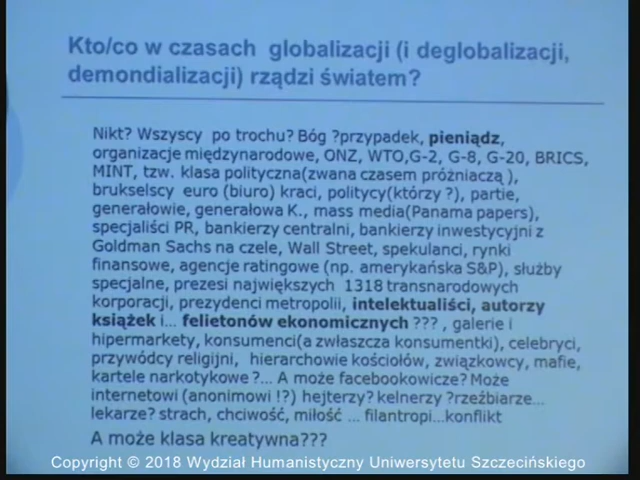 Kto/co w czasach globalizacji (i deglobalizacji,
demondializacji) rządzi światem?
Nikt? Wszyscy po trochu? Bóg ?przypadek, pieniądz,
organizacje międzynarodowe, ONZ, WTO,G-2, G-8, G-20, BRICS,
MINT, tzw. klasa polityczna(zwana czasem próżniaczą ),
brukselscy euro (biuro) kraci, politycy(którzy ?), partie,
generałowie, generałowa K., mass media(Panama papers),
specjaliści PR, bankierzy centralni, bankierzy inwestycyjni z
Goldman Sachs na czele, Wall Street, spekulanci, rynki
finansowe, agencje ratingowe (np. amerykańska S&P), służby
specjalne, prezesi największych 1318 transnarodowych
korporacji, prezydenci metropolii, intelektualiści, autorzy
książek i... felietonów ekonomicznych ??? , galerie i
hipermarkety, konsumenci(a zwłaszcza konsumentki), celebryci,
przywódcy religijni, hierarchowie kościołów, związkowcy, mafie,
kartele narkotykowe ?... A może facebookowicze? Może
internetowi (anonimowi !?) hejterzy? kelnerzy ?rzeźbiarze...
lekarze? strach, chciwość, miłość ... filantropi...konflikt
A może klasa kreatywna???
Copyright © 2018 Wydział Humanistyczny Uniwersytetu Szczecińskiego